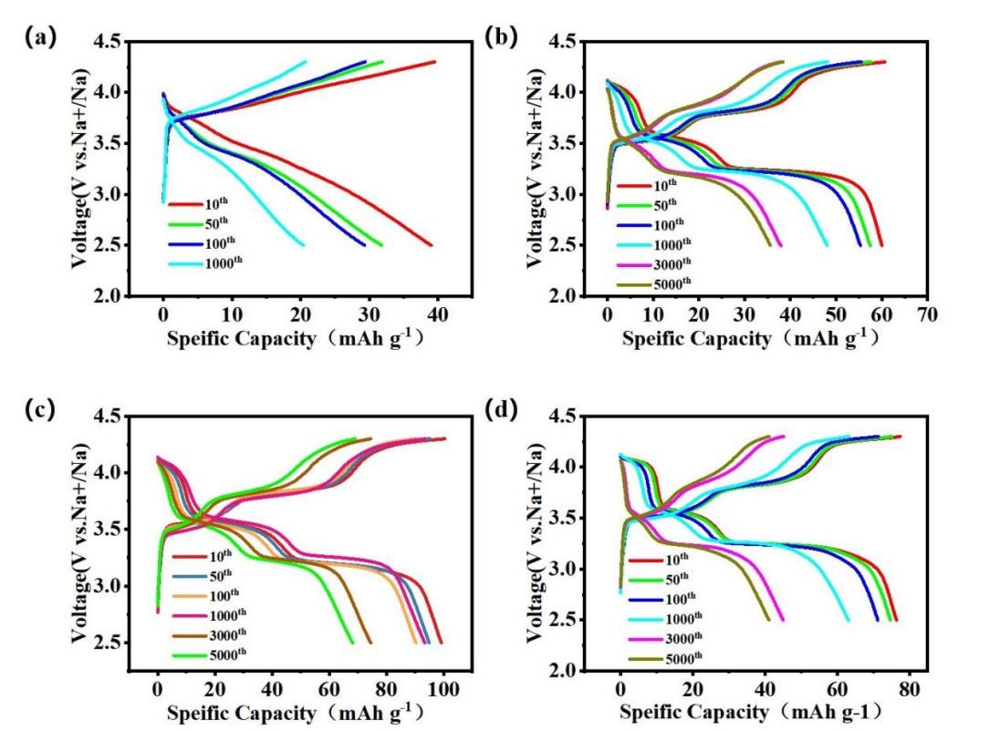 (a)
4.5
4.0
3.5
3.0
2.5
2.0
Voltage(V vs.Na+/Na)
10th
50th
100th
1000th
0 10 20 30 40
Speific Capacity（mAh g-1）
(b)
4.5
4.0
3.5
3.0
2.5
2.0
Voltage(V vs.Na+/Na)
10th
50th
100th
1000th
3000th
5000th
0 10 20 30 40 50 60 70
Speific Capacity（mAh g-1）
(c)
4.5
4.0
3.5
3.0
2.5
Voltage(V vs.Na+/Na)
10th
50th
100th
1000th
3000th
5000th
0 20 40 60 80 100
Speific Capacity（mAh g-1）
(d)
4.5
4.0
3.5
3.0
2.5
2.0
Voltage(V vs.Na+/Na)
10th
50th
100th
1000th
3000th
5000th
0 20 40 60 80
Speific Capacity（mAh g-1)